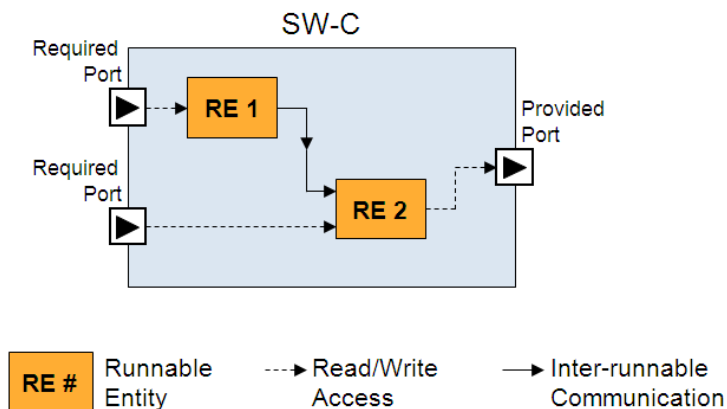 SW-C
Required
Port
RE 1
Provided
Port
Required
Port
RE 2
RE #
Runnable
Entity
Read/Write
Access
Inter-runnable
Communication